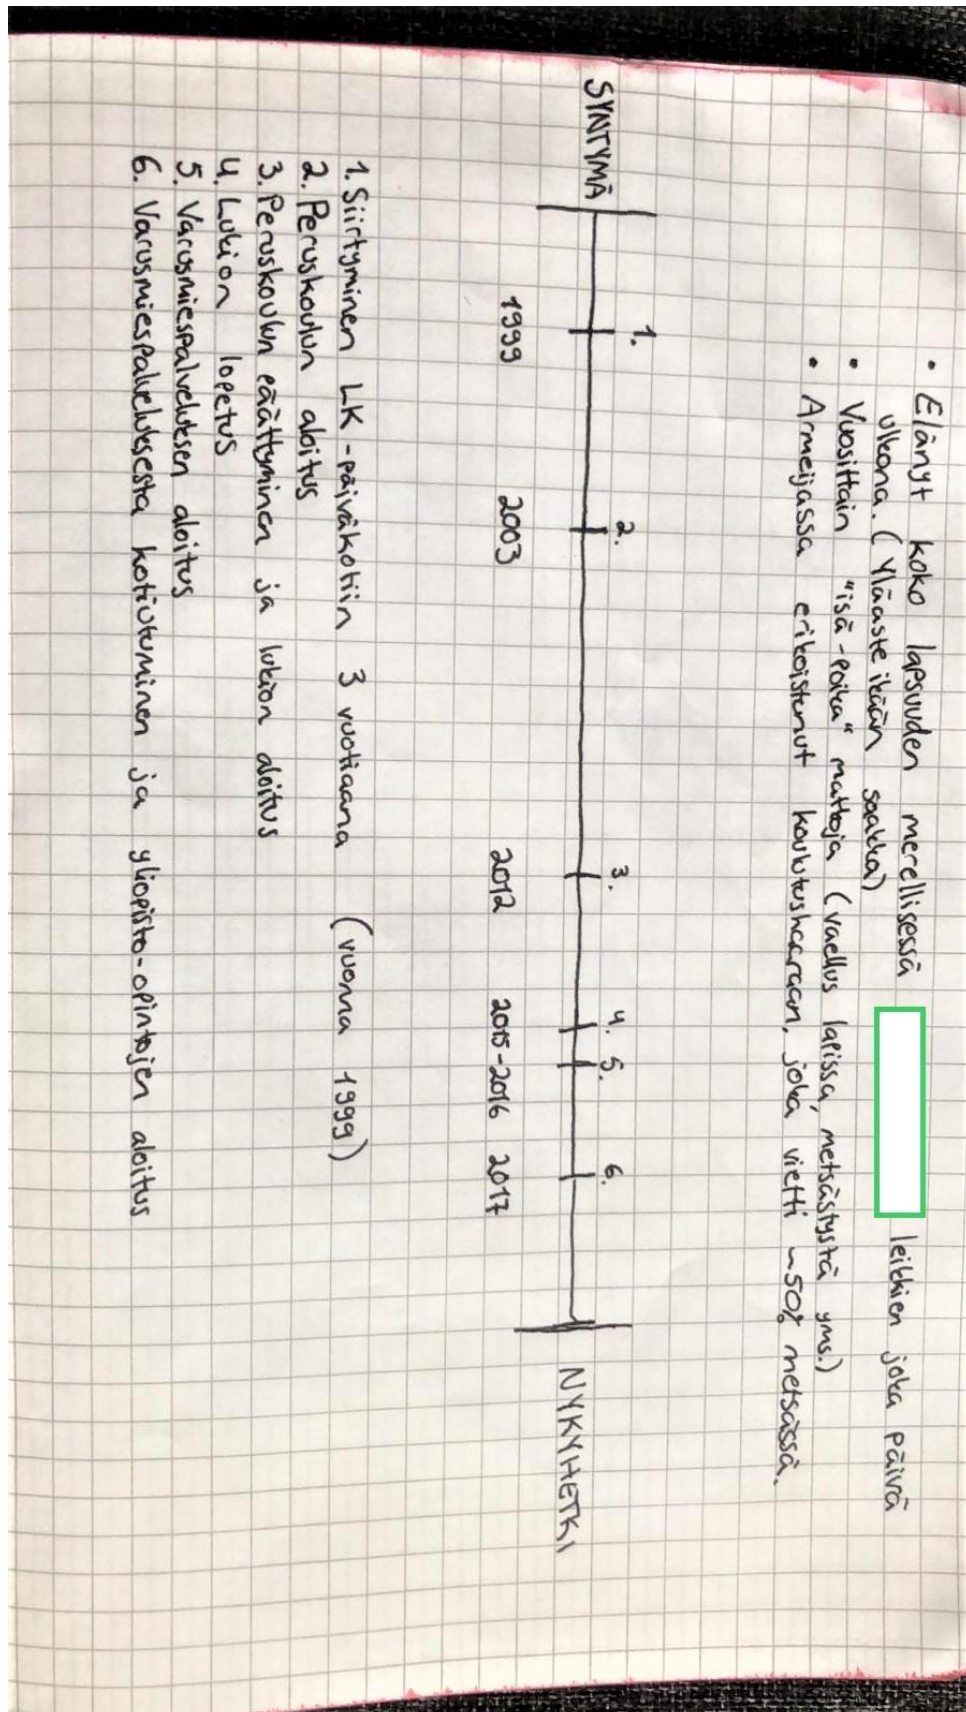 • Elänyt koko lapsuuden merellisessä leikkien joka päivä
ulkona. (Yläaste ikään saakka)
• Vuosittain "isä-poika" matkoja (vaellus lapissa, metsästystä yms.)
• Armeijassa erikoistunut koulutushaaraan, joka vietti ~50% metsässä.
1. 2. 3. 4. 5. 6.
SYNTYMÄ NYKYHETKI
1999 2003 2012 2015-2016 2017
1. Siirtyminen LK-päiväkotiin 3 vuotiaana (vuonna 1999)
2. Peruskoulun aloitus
3. Peruskoulun päättyminen ja lukion aloitus
4. Lukion lopetus
5. Varusmiespalveluksen aloitus
6. Varusmiespalveluksesta kotiutuminen ja yliopisto-opintojen aloitus